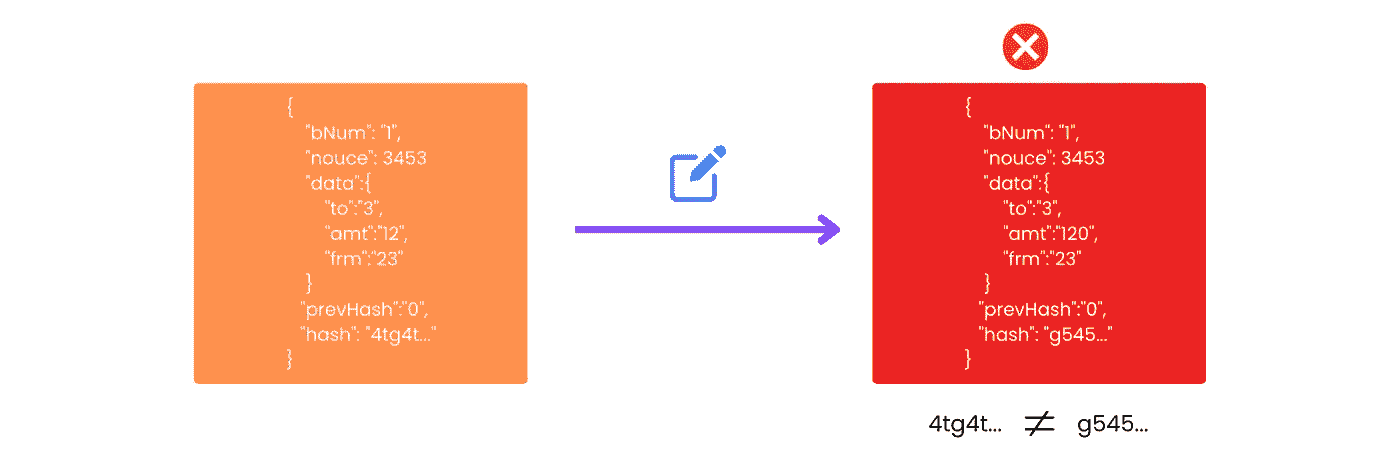 {
"bNum": "1",
"nouce": 3453
"data":{
"to":"3",
"amt":"12",
"frm":"23"
}
"prevHash":"0",
"hash": "4tg4t..."
}
{
"bNum": "1",
"nouce": 3453
"data":{
"to":"3",
"amt":"120",
"frm":"23"
}
"prevHash":"0",
"hash": "g545..."
}
4tg4t... ≠ g545...